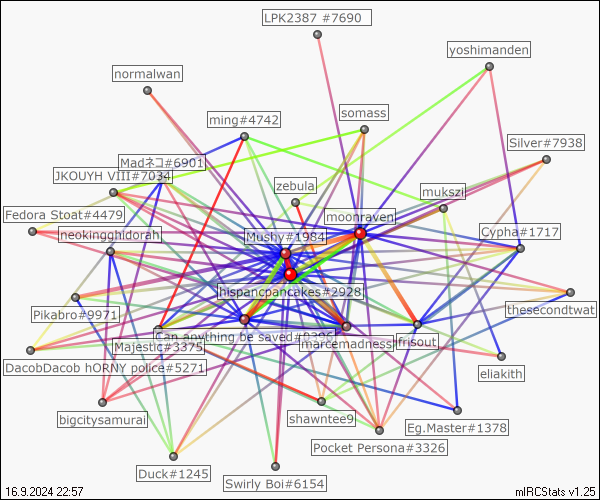 LPK2387 #7690
yoshimanden
normalwan
ming#4742
somass
Silver#7938
Madネコ#6901
JKOUYH VIII#7034
zebula
mukszi
Fedora Stoat#4479
moonraven
neokingghidorah
Mushy#1984
Cypha#1717
hispancpancakes#2928
Pikabro#9971
thesecondtwat
Can anything be saved#0396
Majestic#3375
marcemadness
frisout
DacobDacob hORNY police#5271
eliakith
bigcitysamurai
shawntee9
Eg.Master#1378
Pocket Persona#3326
Duck#1245
Swirly Boi#6154
16.9.2024 22:57
mIRCStats v1.25